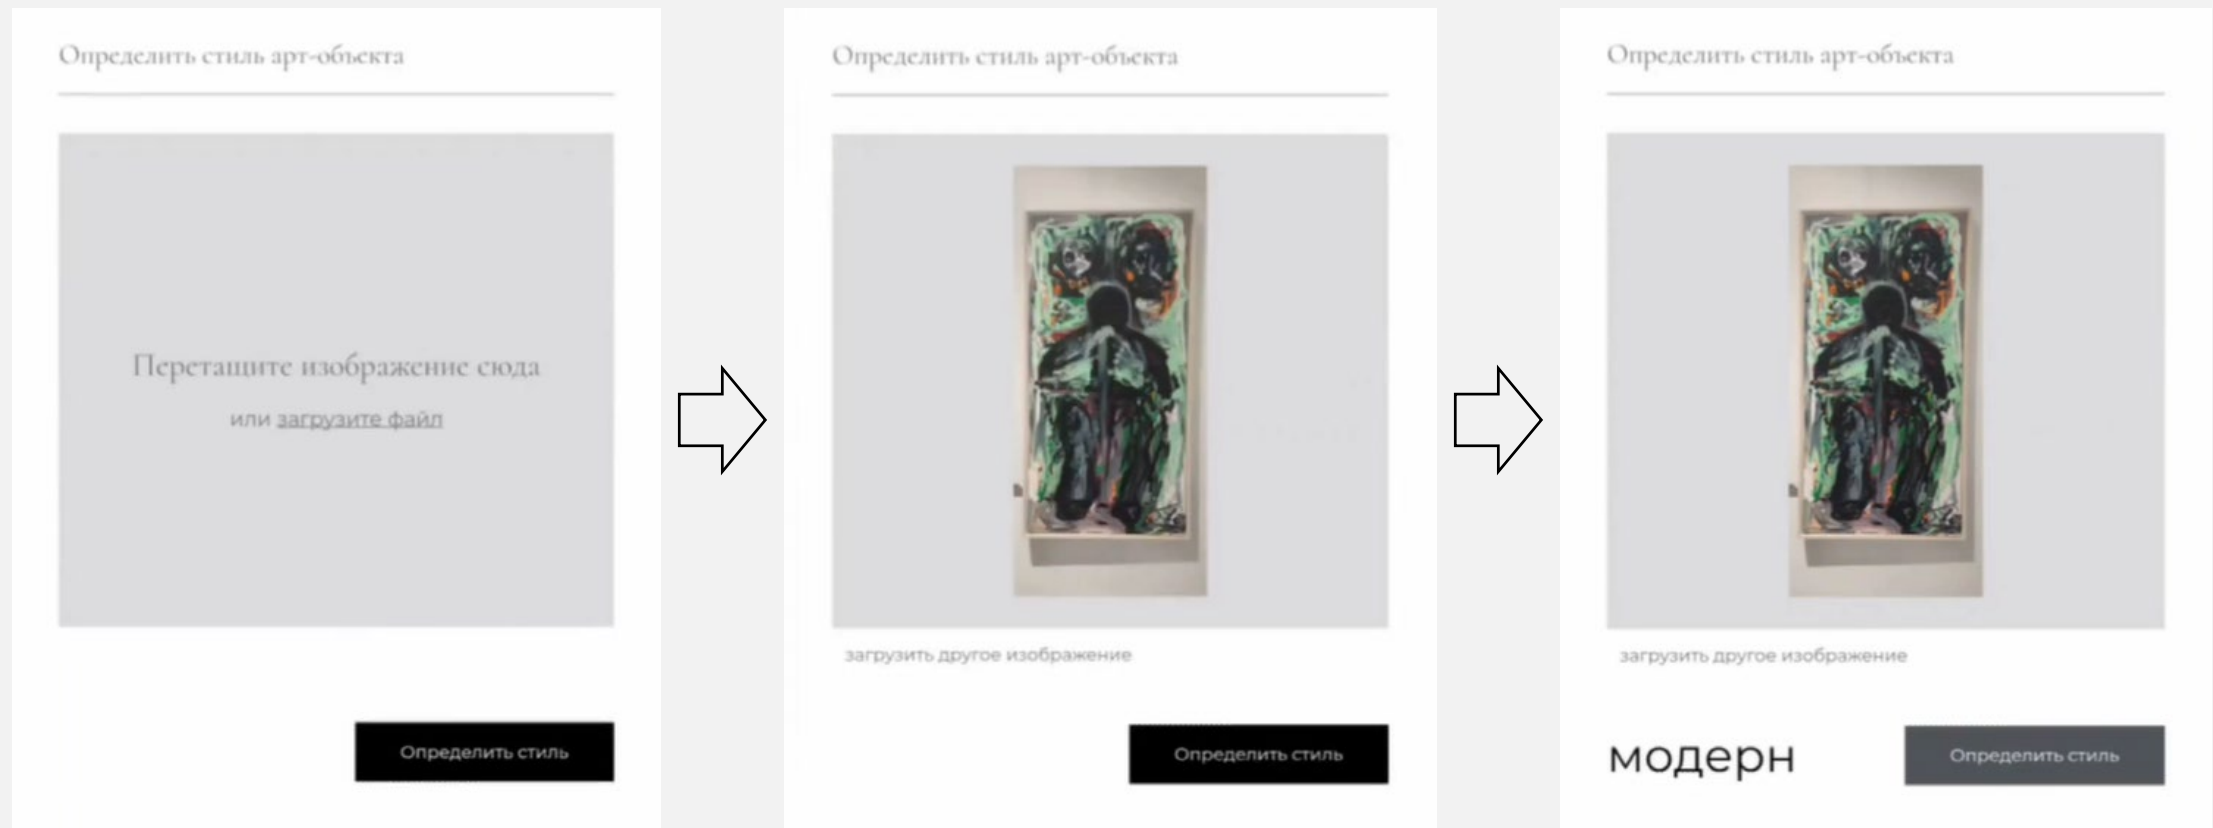 Определить стиль арт-объекта
Перетащите изображение сюда
или загрузите файл
Определить стиль
Определить стиль арт-объекта
загрузить другое изображение
Определить стиль
Определить стиль арт-объекта
загрузить другое изображение
модерн
Определить стиль